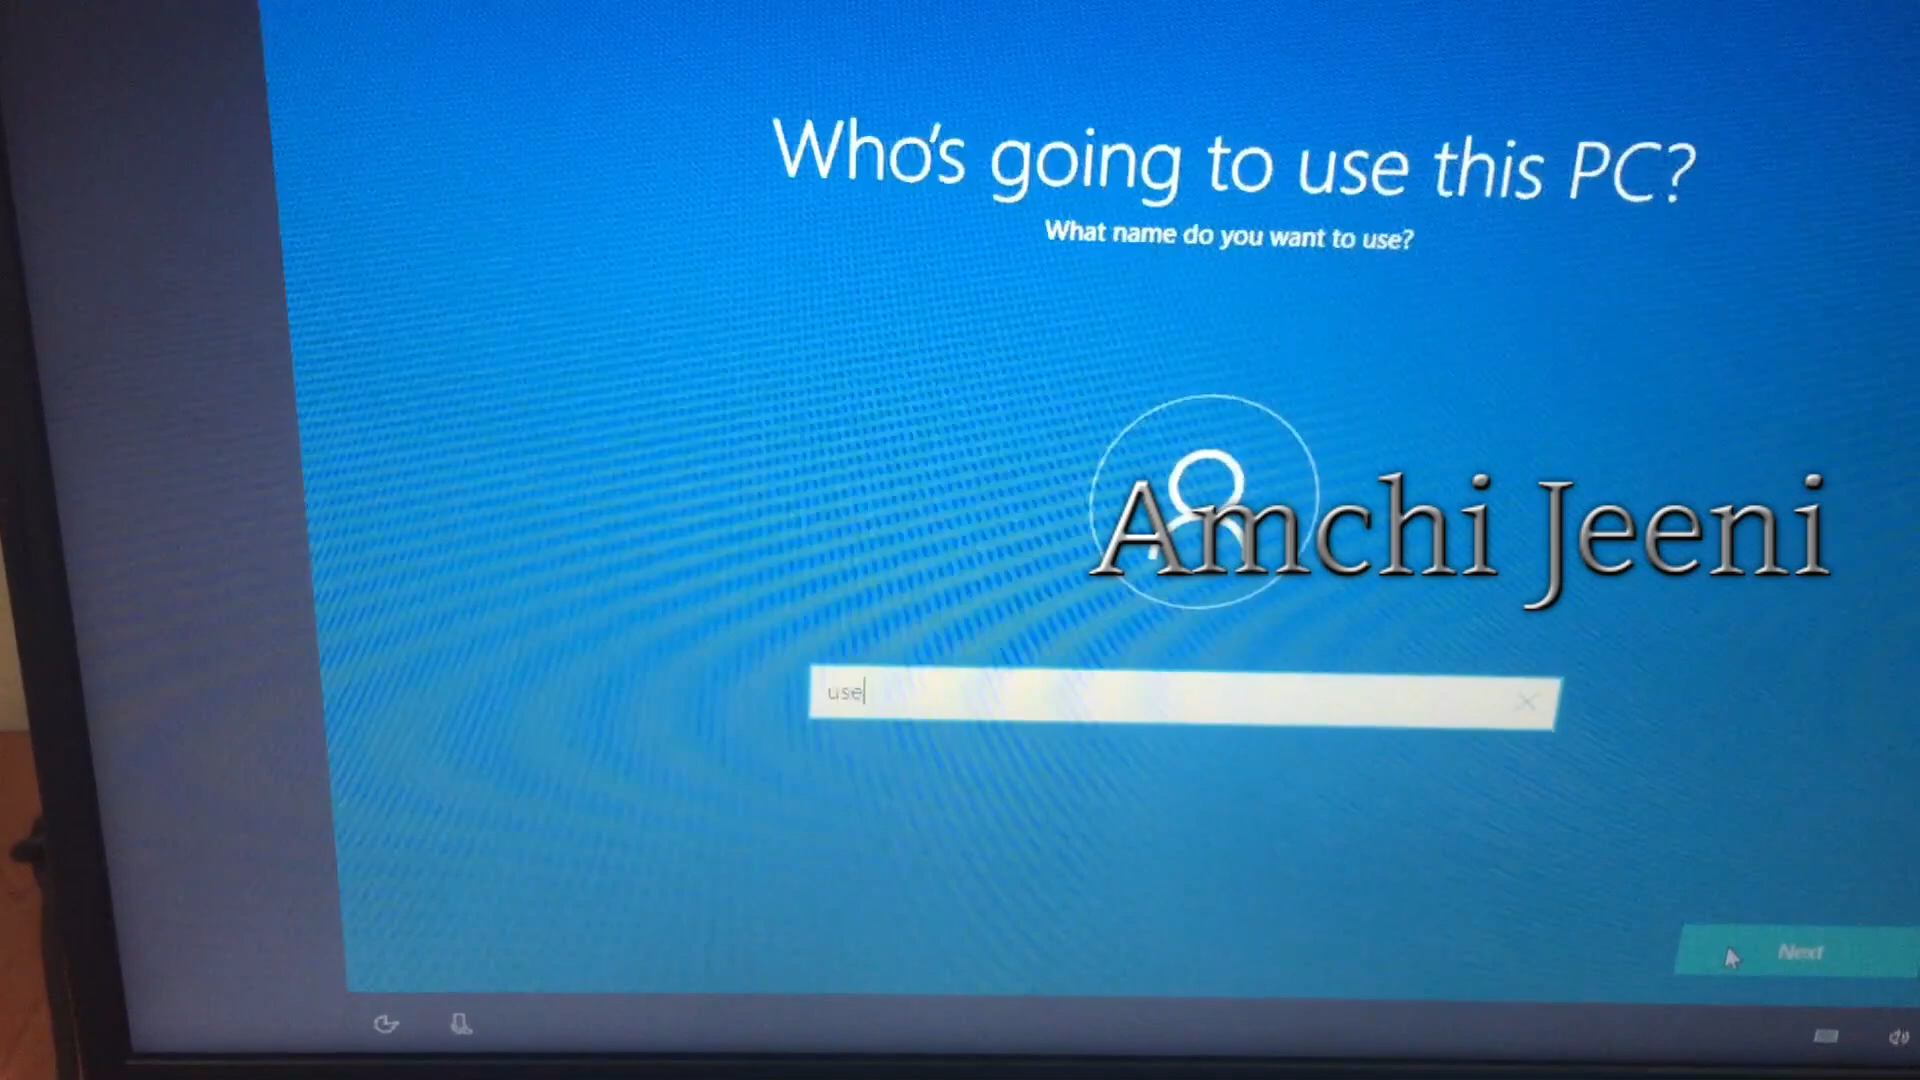 Who's going to use this PC?
What name do you want to use?
Amchi Jeeni
use
Next